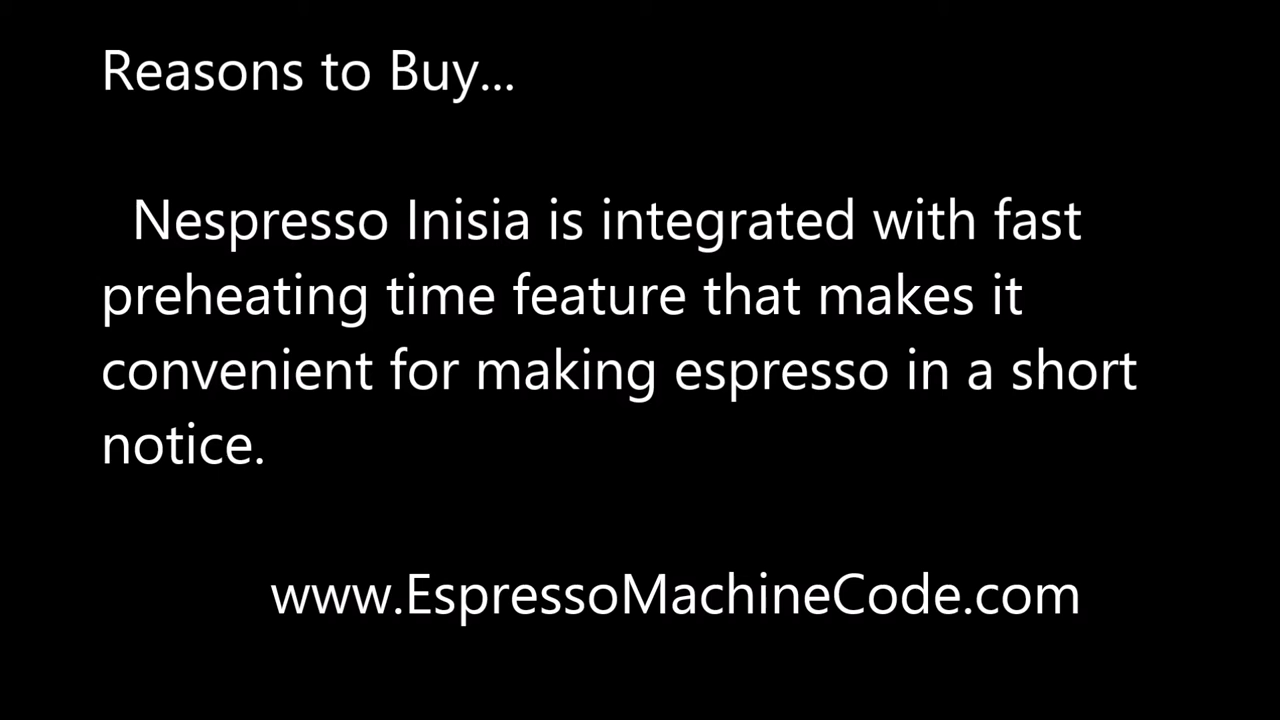 Reasons to Buy...
Nespresso Inisia is integrated with fast
preheating time feature that makes it
convenient for making espresso in a short
notice.
www.EspressoMachineCode.com